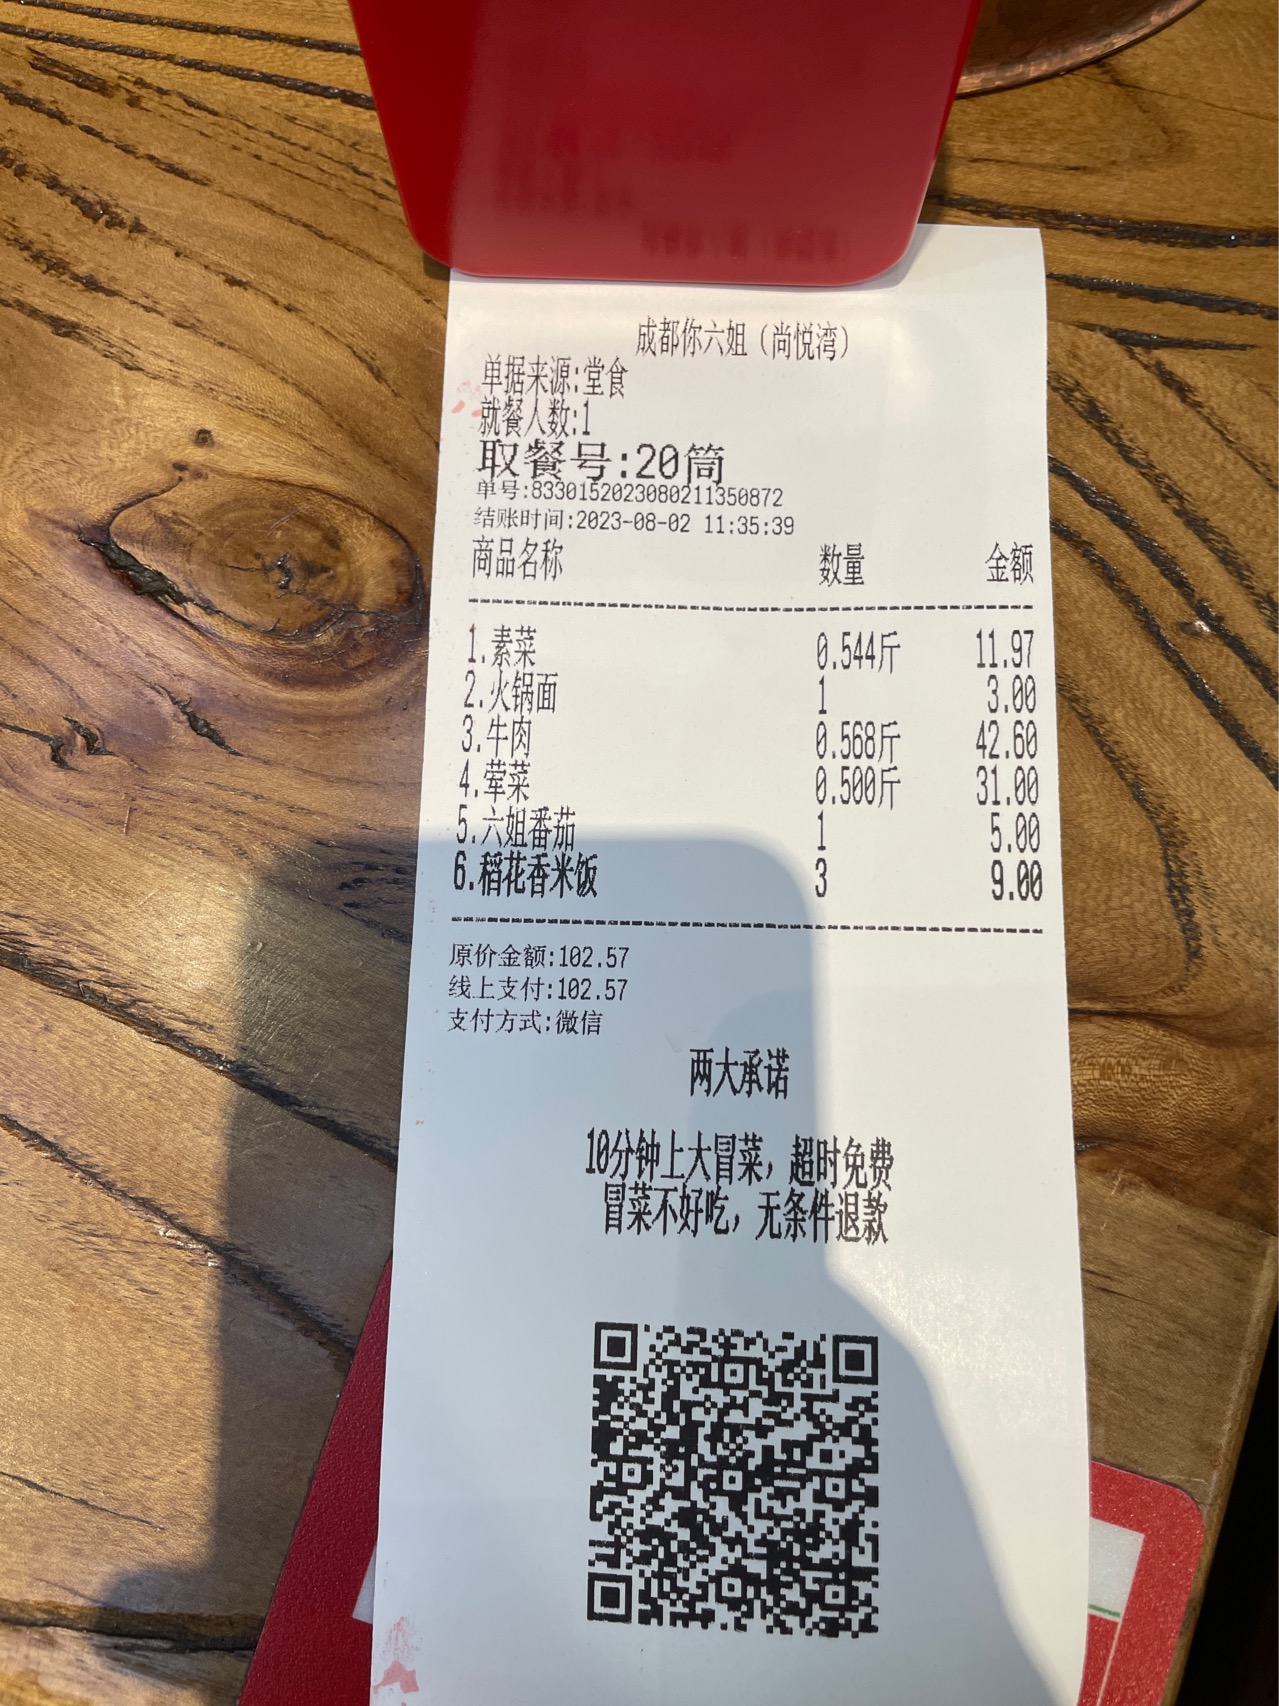 成都你六姐（尚悦湾）
单据来源:堂食
就餐人数:1
取餐号:20筒
单号:8330152023080211350872
结账时间:2023-08-02 11:35:39
商品名称 数量 金额
1.素菜 0.544斤 11.97
2.火锅面 1 3.00
3.牛肉 0.568斤 42.60
4.荤菜 0.500斤 31.00
5.六姐番茄 1 5.00
6.稻花香米饭 3 9.00
原价金额:102.57
线上支付:102.57
支付方式:微信
两大承诺
10分钟上大冒菜，超时免费
冒菜不好吃，无条件退款